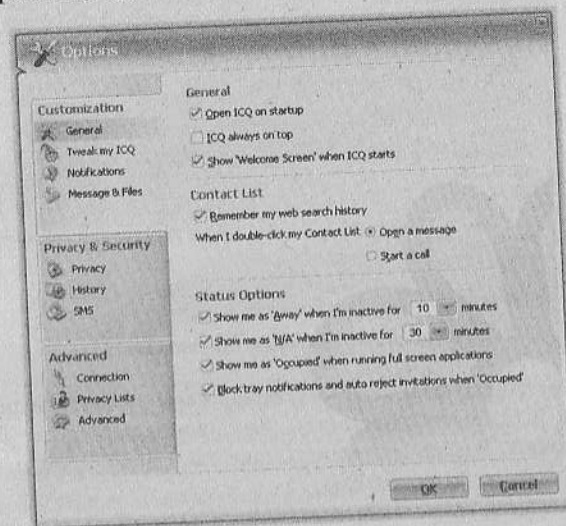 Options
Customization
General
Tweak my ICQ
Notifications
Message & Files
Privacy & Security
Privacy
History
SMS
Advanced
Connection
Privacy Lists
Advanced
General
Open ICQ on startup
ICQ always on top
Show 'Welcome Screen' when ICQ starts
Contact List
Remember my web search history
When I double-click my Contact List Open a message
Start a call
Status Options
Show me as 'Away' when I'm inactive for 10 minutes
Show me as 'N/A' when I'm inactive for 30 minutes
Show me as 'Occupied' when running full screen applications
Block tray notifications and auto reject invitations when 'Occupied'
OK Cancel